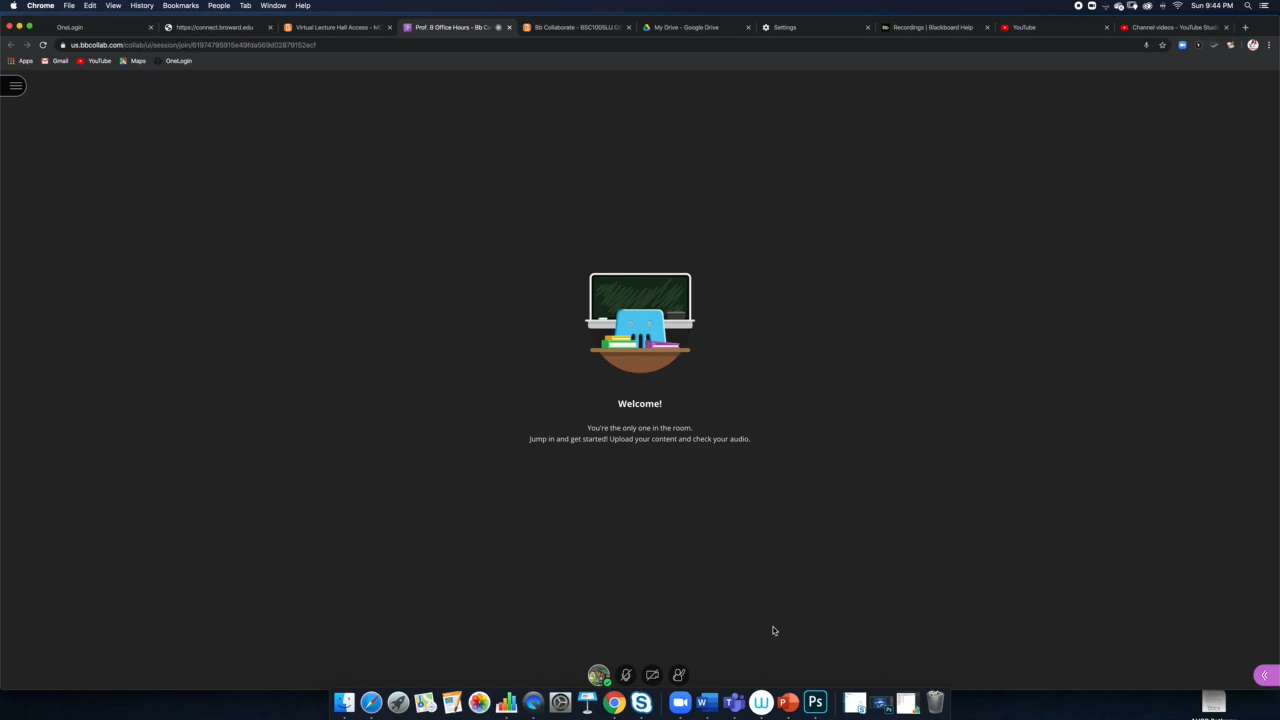 Chrome File Edit View History Bookmarks People Tab Window Help Sun 9:44 PM
OneLogin https://connect.broward.edu Virtual Lecture Hall Access – M Prof. B Office Hours – Bb C Bb Collaborate – BSC1005LU My Drive - Google Drive Settings Recordings | Blackboard Help YouTube Channel videos - YouTube Stud
us.bbcollab.com/collab/ui/session/join/61974795915e49fda569d02879152ecf
Apps Gmail YouTube Maps OneLogin
Welcome!
You're the only one in the room.
Jump in and get started! Upload your content and check your audio.